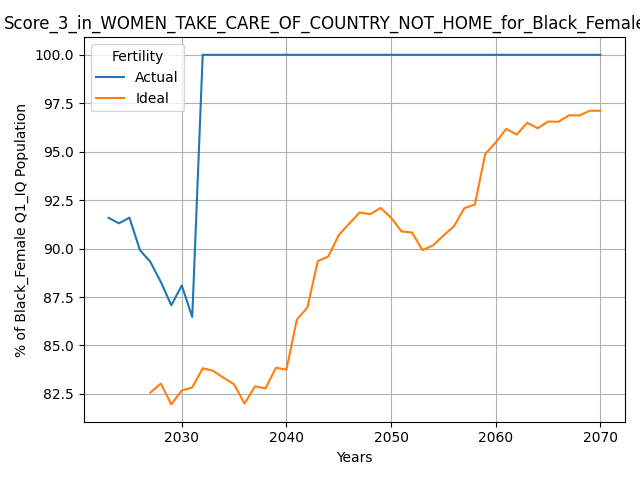 Score_3_in_WOMEN_TAKE_CARE_OF_COUNTRY_NOT_HOME_for_Black_Female
Fertility
Actual
Ideal
% of Black_Female Q1_IQ Population
100.0
97.5
95.0
92.5
90.0
87.5
85.0
82.5
2030 2040 2050 2060 2070
Years